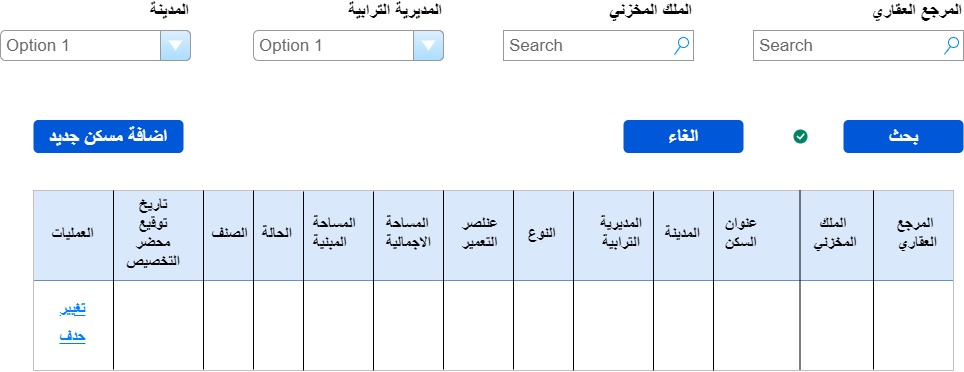 المرجع العقاري
الملك المخزني
المديرية الترابية
المدينة
Search
Search
Option 1
Option 1
بحث
الغاء
اضافة مسكن جديد
المرجع
العقاري
الملك
المخزني
عنوان
السكن
المدينة
المديرية
الترابية
النوع
عنلصر
التعمير
المساحة
الاجمالية
المساحة
المبنية
الحالة
الصنف
تاريخ
توقيع
محضر
التخصيص
العمليات
تغيير
حدف